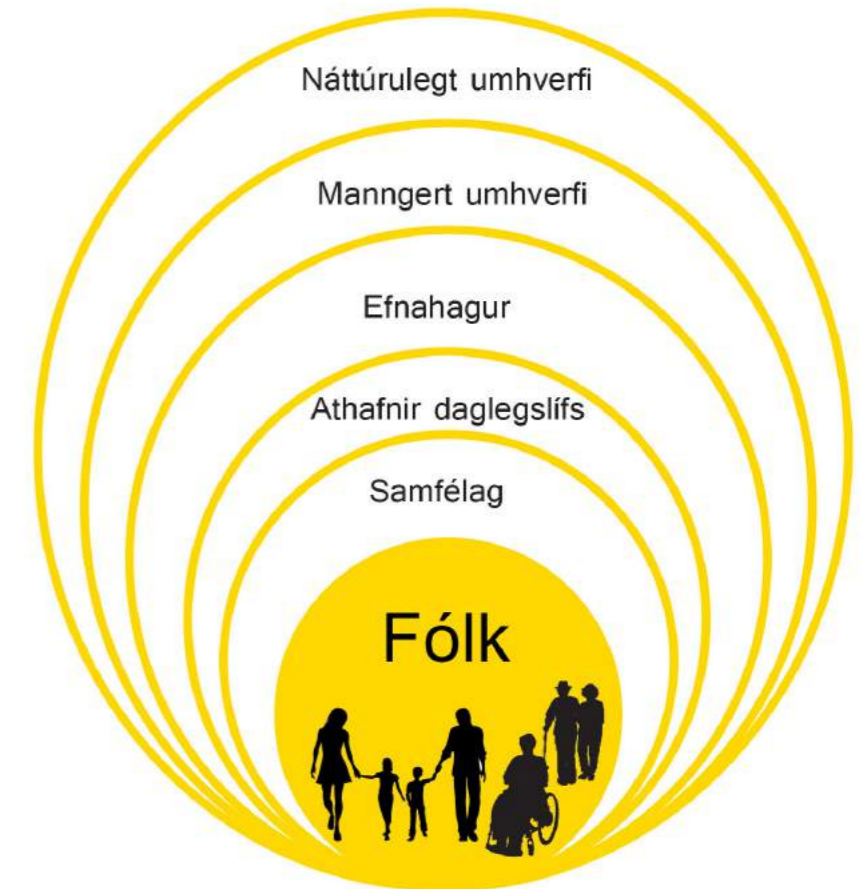 Náttúrulegt umhverfi
Manngert umhverfi
Efnahagur
Athafnir daglegslífs
Samfélag
Fólk